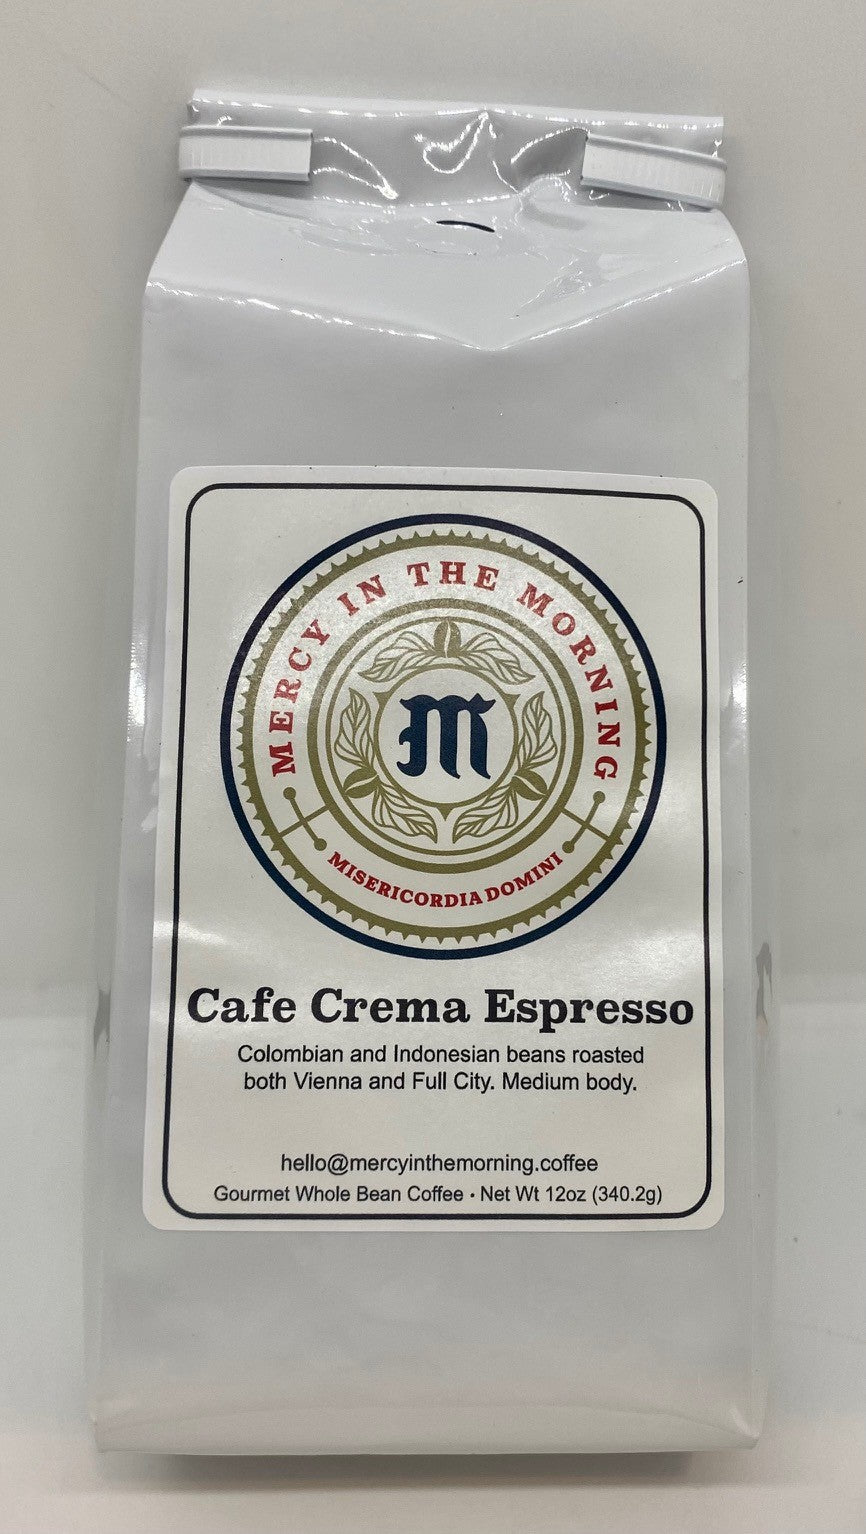 MERCY IN THE MORNING
M
MISERICORDIA DOMINI
Cafe Crema Espresso
Colombian and Indonesian beans roasted
both Vienna and Full City. Medium body.
hello@mercyinthemorning.coffee
Gourmet Whole Bean Coffee • Net Wt 12oz (340.2g)